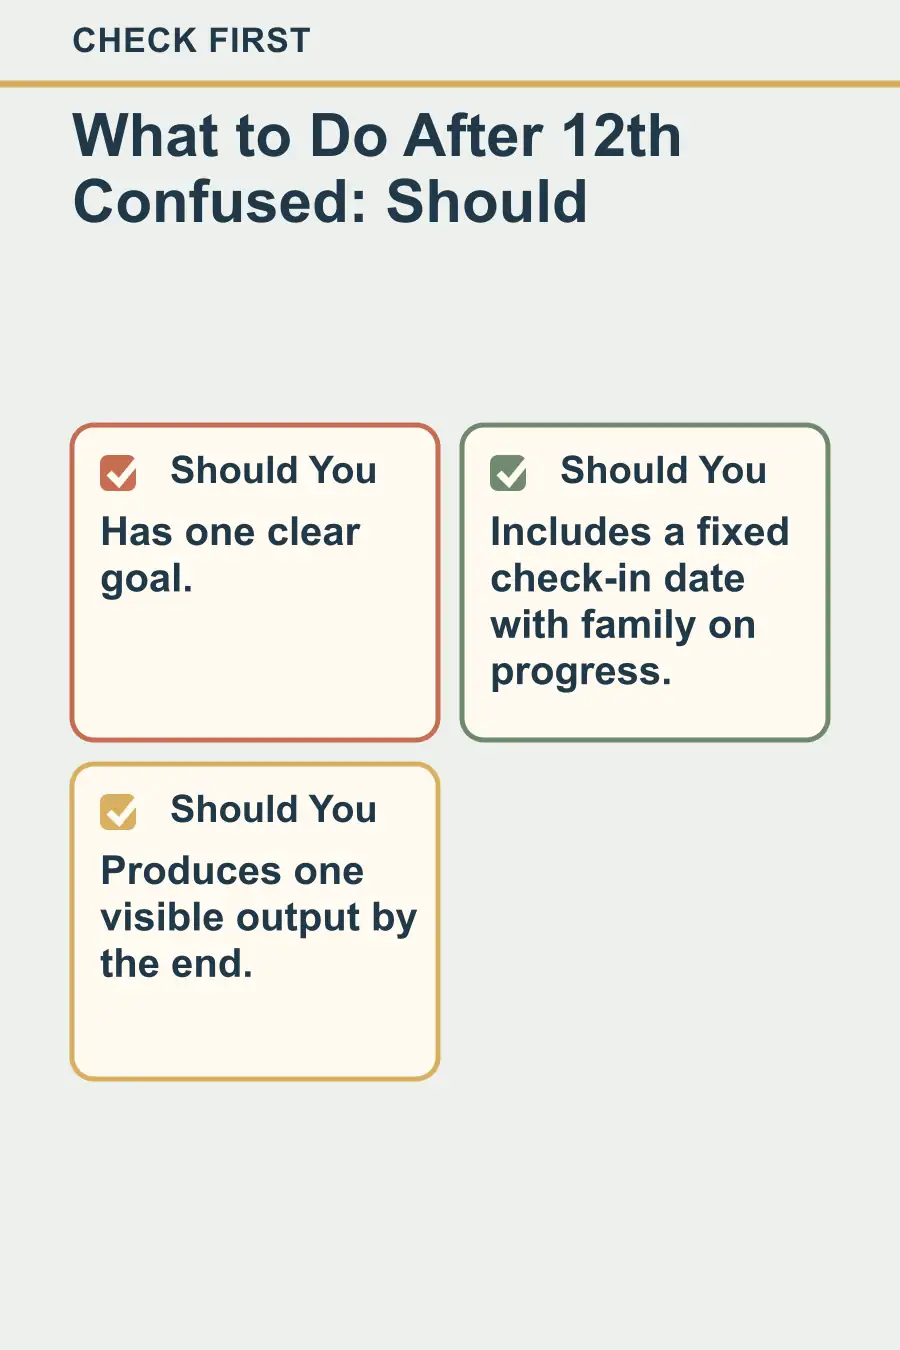 CHECK FIRST
What to Do After 12th
Confused: Should
Should You
Has one clear
goal.
Should You
Includes a fixed
check-in date
with family on
progress.
Should You
Produces one
visible output by
the end.